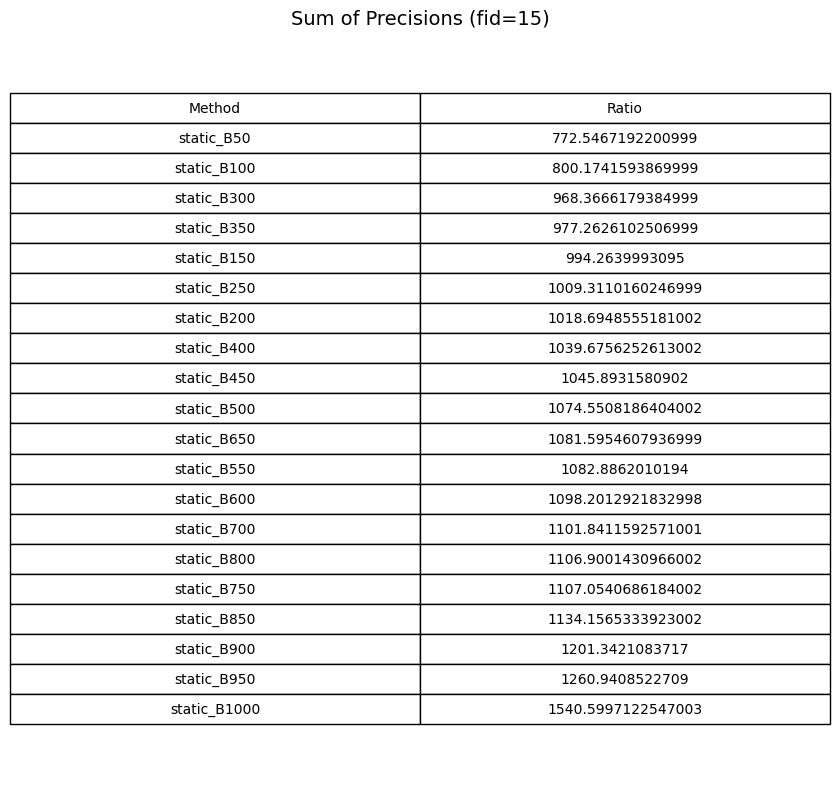 Sum of Precisions (fid=15)
Method Ratio
static_B50 772.5467192200999
static_B100 800.1741593869999
static_B300 968.3666179384999
static_B350 977.2626102506999
static_B150 994.2639993095
static_B250 1009.3110160246999
static_B200 1018.6948555181002
static_B400 1039.6756252613002
static_B450 1045.8931580902
static_B500 1074.5508186404002
static_B650 1081.5954607936999
static_B550 1082.8862010194
static_B600 1098.2012921832998
static_B700 1101.8411592571001
static_B800 1106.9001430966002
static_B750 1107.0540686184002
static_B850 1134.1565333923002
static_B900 1201.3421083717
static_B950 1260.9408522709
static_B1000 1540.5997122547003